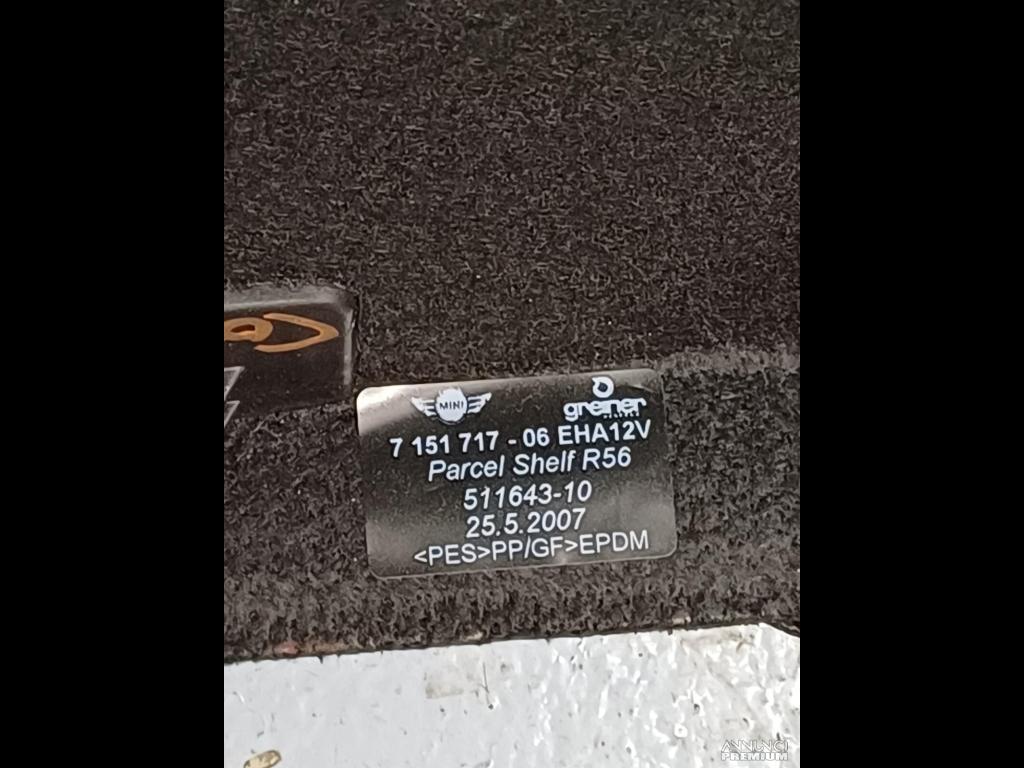 MINI
greiner
7 151 717 - 06 EHA12V
Parcel Shelf R56
511643-10
25.5.2007
<PES>PP/GF>EPDM
ANNUNCI
PREMIUM